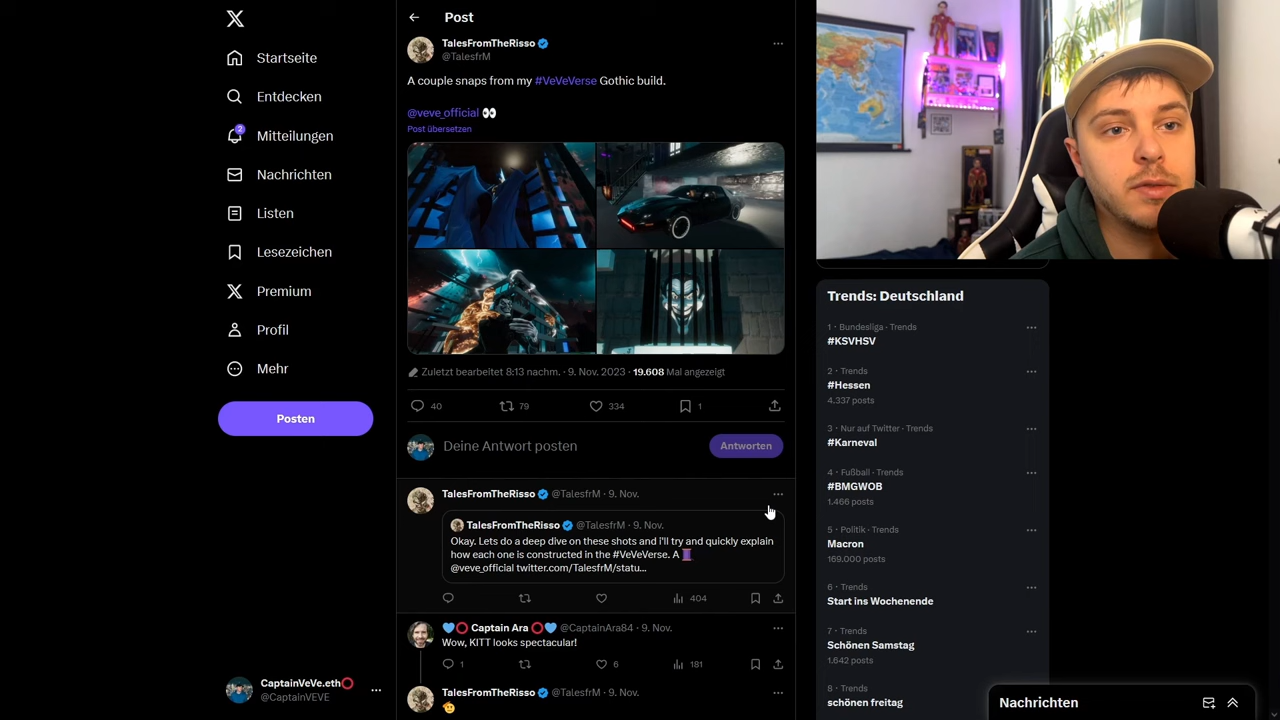 Startseite
Entdecken
2
Mitteilungen
Nachrichten
Listen
Lesezeichen
Premium
Profil
Mehr
Posten
CaptainVeVe.eth⭕
@CaptainVEVE
Post
TalesFromTheRisso
@TalesfrM
A couple snaps from my #VeVeVerse Gothic build.
@veve_official 👀
Post übersetzen
Zuletzt bearbeitet 8:13 nachm. · 9. Nov. 2023 · 19.608 Mal angezeigt
40 79 334 1
Deine Antwort posten
Antworten
TalesFromTheRisso @TalesfrM · 9. Nov.
TalesFromTheRisso @TalesfrM · 9. Nov.
Okay. Lets do a deep dive on these shots and i'll try and quickly explain
how each one is constructed in the #VeVeVerse. A 🧵
@veve_official twitter.com/TalesfrM/statu...
404
💙⭕ Captain Ara ⭕💙 @CaptainAra84 · 9. Nov.
Wow, KITT looks spectacular!
1 6 181
TalesFromTheRisso @TalesfrM · 9. Nov.
🫡
Trends: Deutschland
1 · Bundesliga · Trends
#KSVHSV
2 · Trends
#Hessen
4.337 posts
3 · Nur auf Twitter · Trends
#Karneval
4 · Fußball · Trends
#BMGWOB
1.466 posts
5 · Politik · Trends
Macron
169.000 posts
6 · Trends
Start ins Wochenende
7 · Trends
Schönen Samstag
1.642 posts
8 · Trends
schönen freitag
Nachrichten